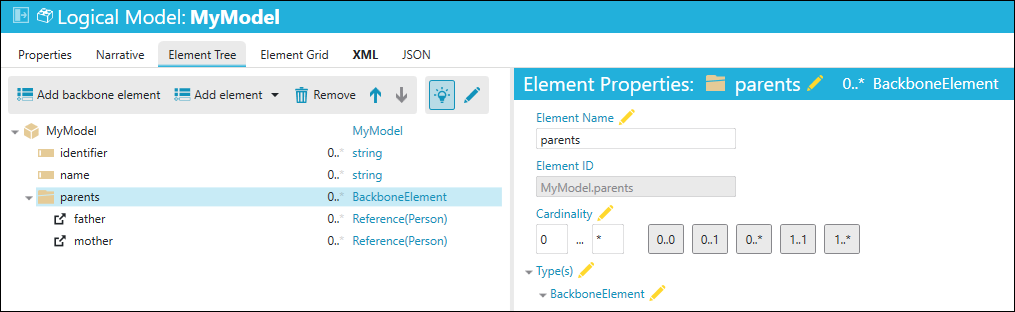 Logical Model: MyModel
Properties Narrative Element Tree Element Grid XML JSON
Add backbone element Add element Remove
MyModel MyModel
identifier 0..* string
name 0..* string
parents 0..* BackboneElement
father 0..* Reference(Person)
mother 0..* Reference(Person)
Element Properties: parents 0..* BackboneElement
Element Name
parents
Element ID
MyModel.parents
Cardinality
0 ... * 0..0 0..1 0..* 1..1 1..*
Type(s)
BackboneElement